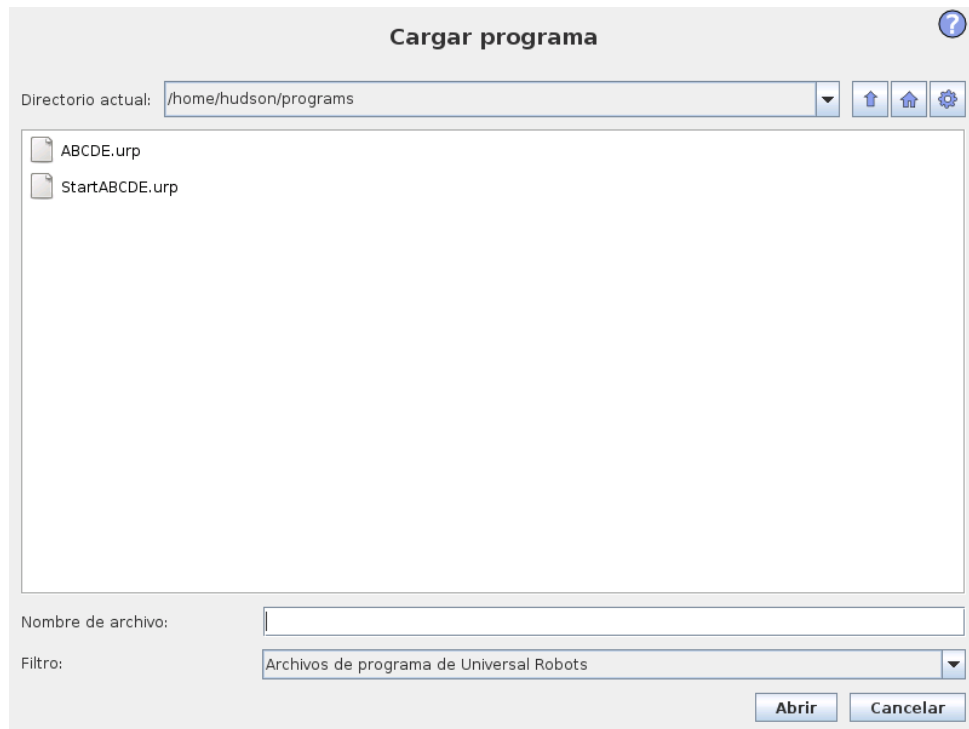 Cargar programa
?
Directorio actual: /home/hudson/programs
ABCDE.urp
StartABCDE.urp
Nombre de archivo:
Filtro: Archivos de programa de Universal Robots
Abrir Cancelar